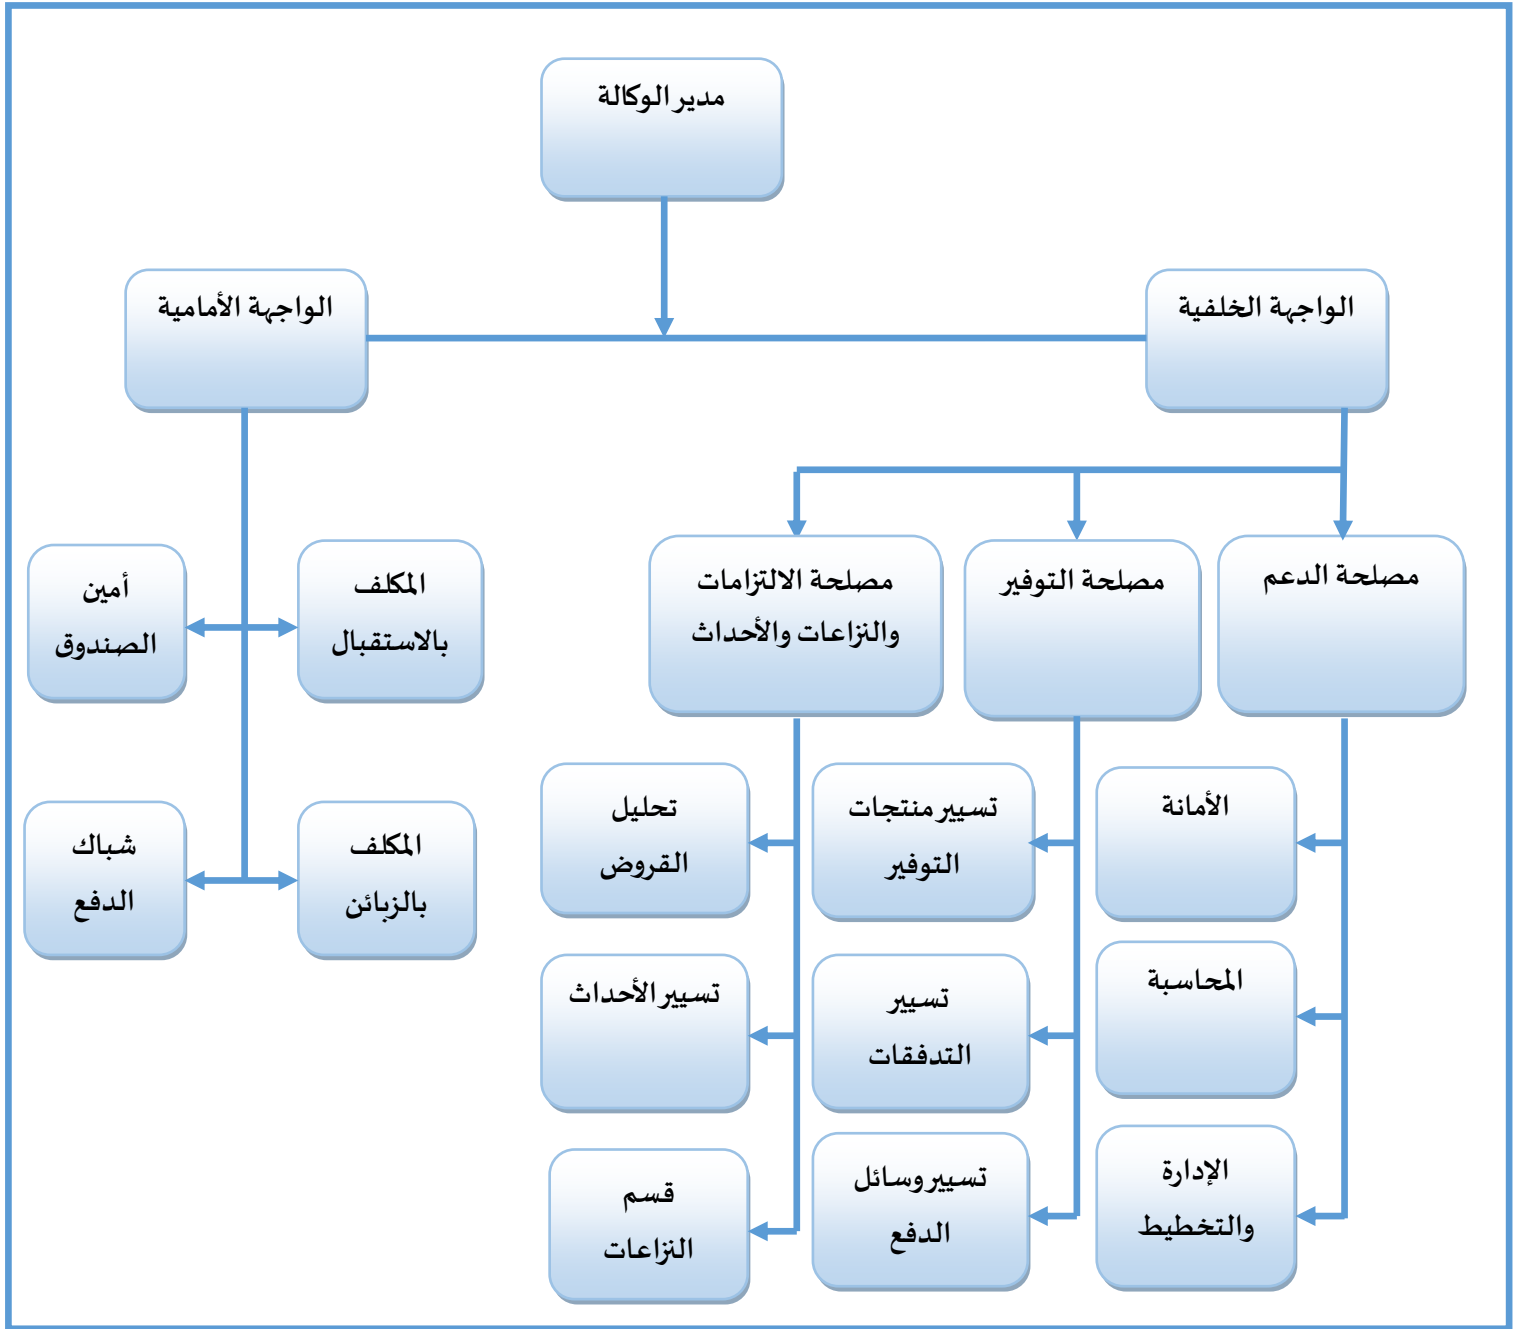 مدير الوكالة
الواجهة الخلفية
الواجهة الأمامية
مصلحة الدعم
مصلحة التوفير
مصلحة الالتزامات
والنزاعات والأحداث
المكلف
بالاستقبال
أمين
الصندوق
الأمانة
تسيير منتجات
التوفير
تحليل
القروض
المكلف
بالزبائن
شباك
الدفع
المحاسبة
تسيير
التدفقات
تسيير الأحداث
الإدارة
والتخطيط
تسيير وسائل
الدفع
قسم
النزاعات